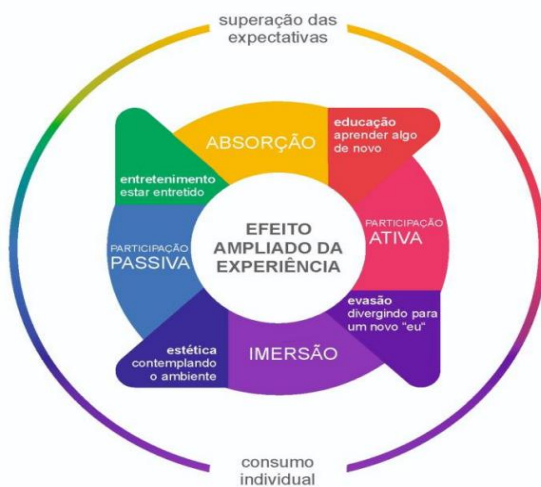 superação das
expectativas
ABSORÇÃO
educação
aprender algo
de novo
entretenimento
estar entretido
EFEITO
AMPLIADO DA
EXPERIÊNCIA
PARTICIPAÇÃO
PASSIVA
PARTICIPAÇÃO
ATIVA
estética
contemplando
o ambiente
IMERSÃO
evasão
divergindo para
um novo "eu"
consumo
individual